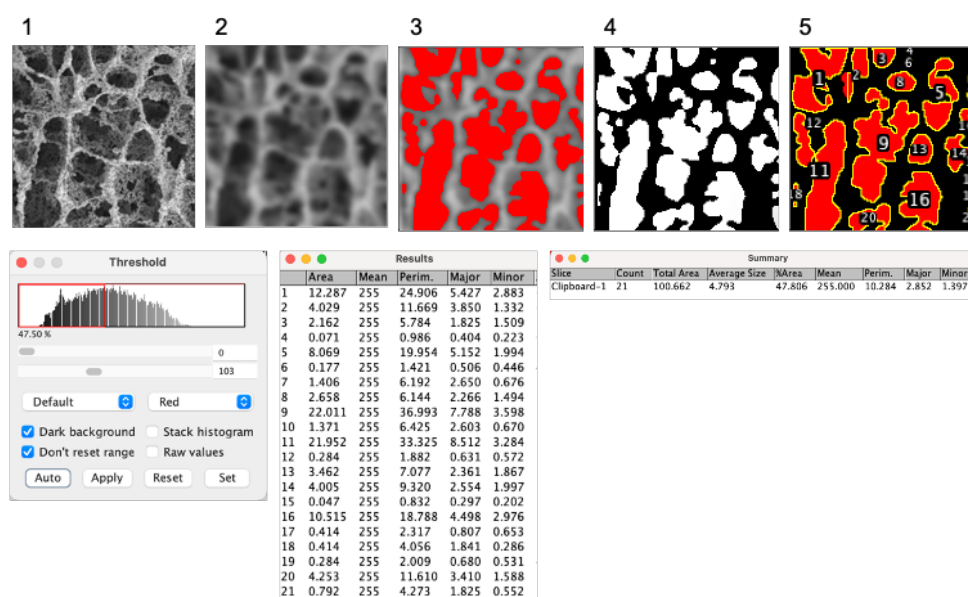 1 2 3 4 5
1 2 3 4
6
8
5
12
9 13 14
11
16
20
Threshold
47.50 %
0
103
Default Red
Dark background Stack histogram
Don't reset range Raw values
Auto Apply Reset Set
Results
Area Mean Perim. Major Minor
1 12.287 255 24.906 5.427 2.883
2 4.029 255 11.669 3.850 1.332
3 2.162 255 5.784 1.825 1.509
4 0.071 255 0.986 0.404 0.223
5 8.069 255 19.954 5.152 1.994
6 0.177 255 1.421 0.506 0.446
7 1.406 255 6.192 2.650 0.676
8 2.658 255 6.144 2.266 1.494
9 22.011 255 36.993 7.788 3.598
10 1.371 255 6.425 2.603 0.670
11 21.952 255 33.325 8.512 3.284
12 0.284 255 1.882 0.631 0.572
13 3.462 255 7.077 2.361 1.867
14 4.005 255 9.320 2.554 1.997
15 0.047 255 0.832 0.297 0.202
16 10.515 255 18.788 4.498 2.976
17 0.414 255 2.317 0.807 0.653
18 0.414 255 4.056 1.841 0.286
19 0.284 255 2.009 0.680 0.531
20 4.253 255 11.610 3.410 1.588
21 0.792 255 4.273 1.825 0.552
Summary
Slice Count Total Area Average Size %Area Mean Perim. Major Minor
Clipboard-1 21 100.662 4.793 47.806 255.000 10.284 2.852 1.397